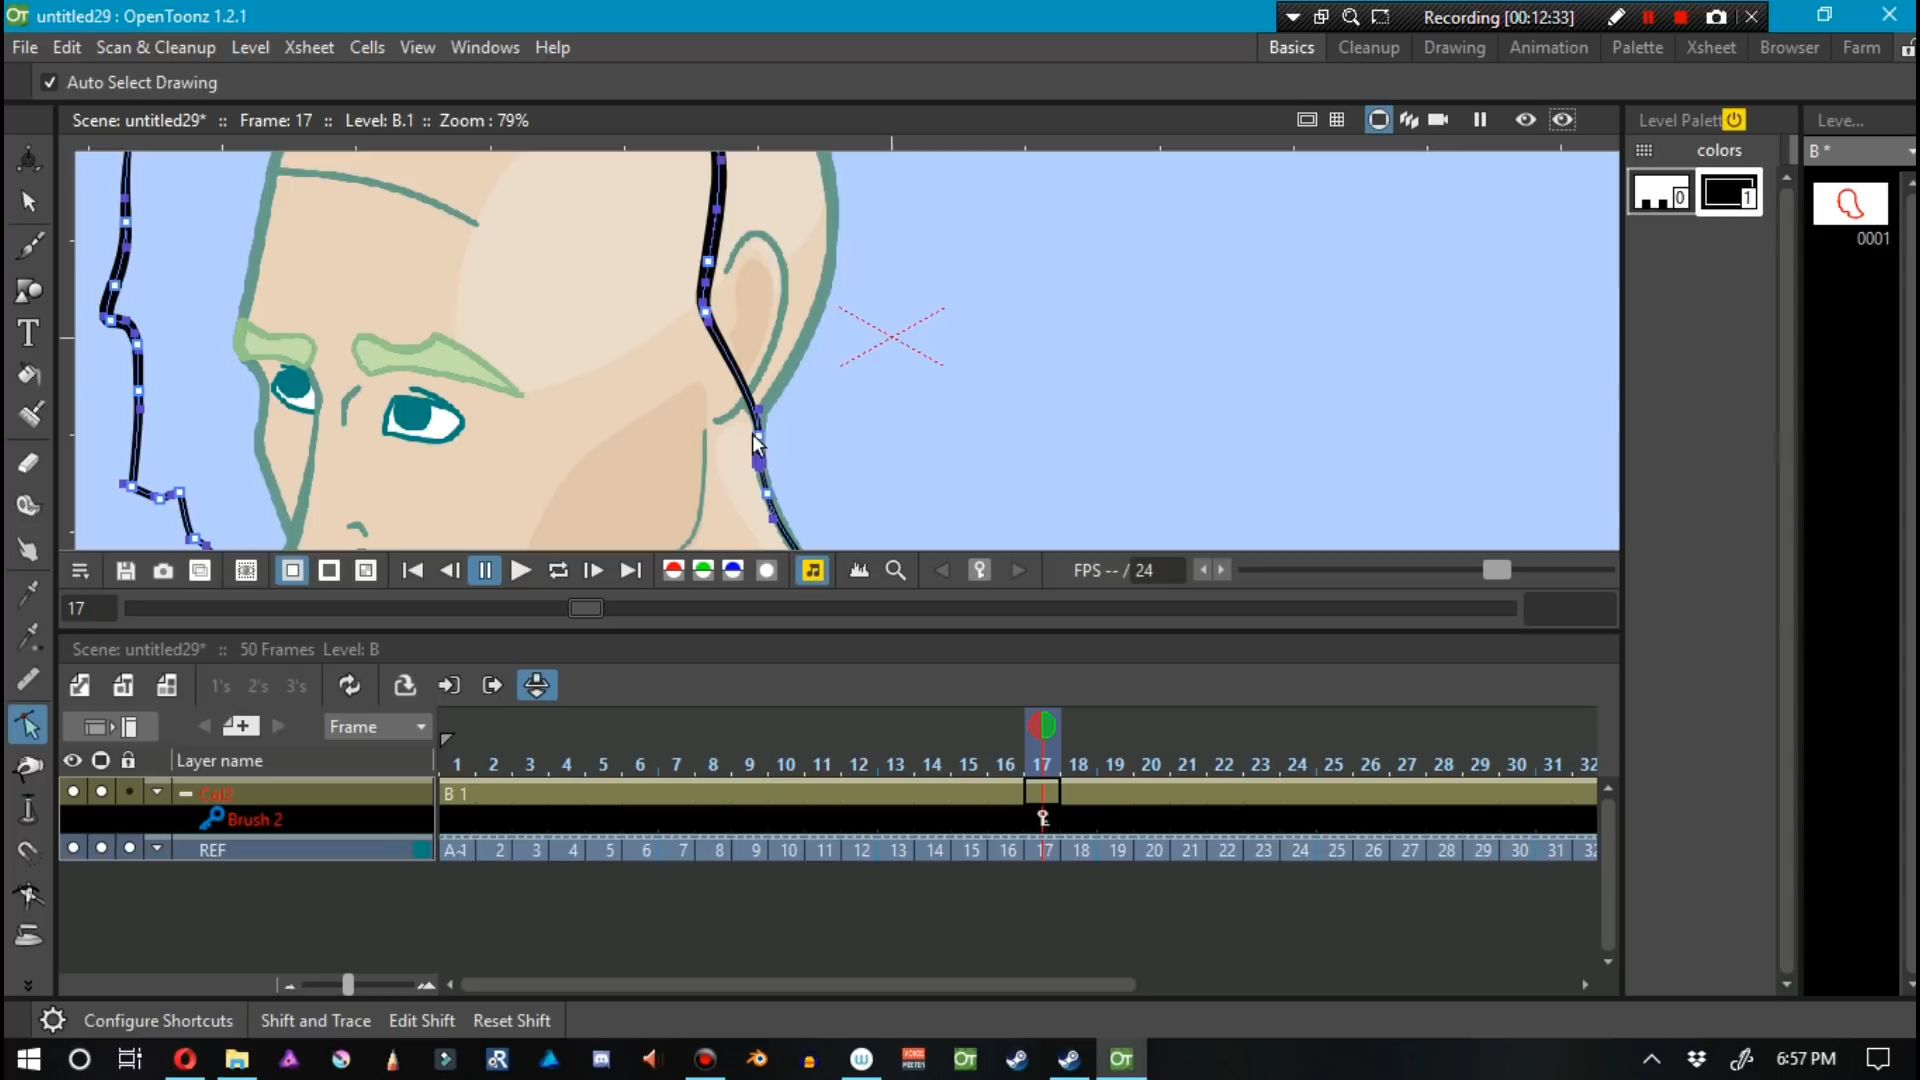 untitled29 : OpenToonz 1.2.1
Recording [00:12:33]
File Edit Scan & Cleanup Level Xsheet Cells View Windows Help
Basics Cleanup Drawing Animation Palette Xsheet Browser Farm
Auto Select Drawing
Scene: untitled29* :: Frame: 17 :: Level: B.1 :: Zoom : 79%
Level Palett
Leve...
colors
B *
0 1
0001
FPS -- / 24
17
Scene: untitled29* :: 50 Frames Level: B
1's 2's 3's
Frame
Layer name
1 2 3 4 5 6 7 8 9 10 11 12 13 14 15 16 17 18 19 20 21 22 23 24 25 26 27 28 29 30 31 32
Col2
B 1
Brush 2
REF
A-1 2 3 4 5 6 7 8 9 10 11 12 13 14 15 16 17 18 19 20 21 22 23 24 25 26 27 28 29 30 31 32
Configure Shortcuts Shift and Trace Edit Shift Reset Shift
6:57 PM